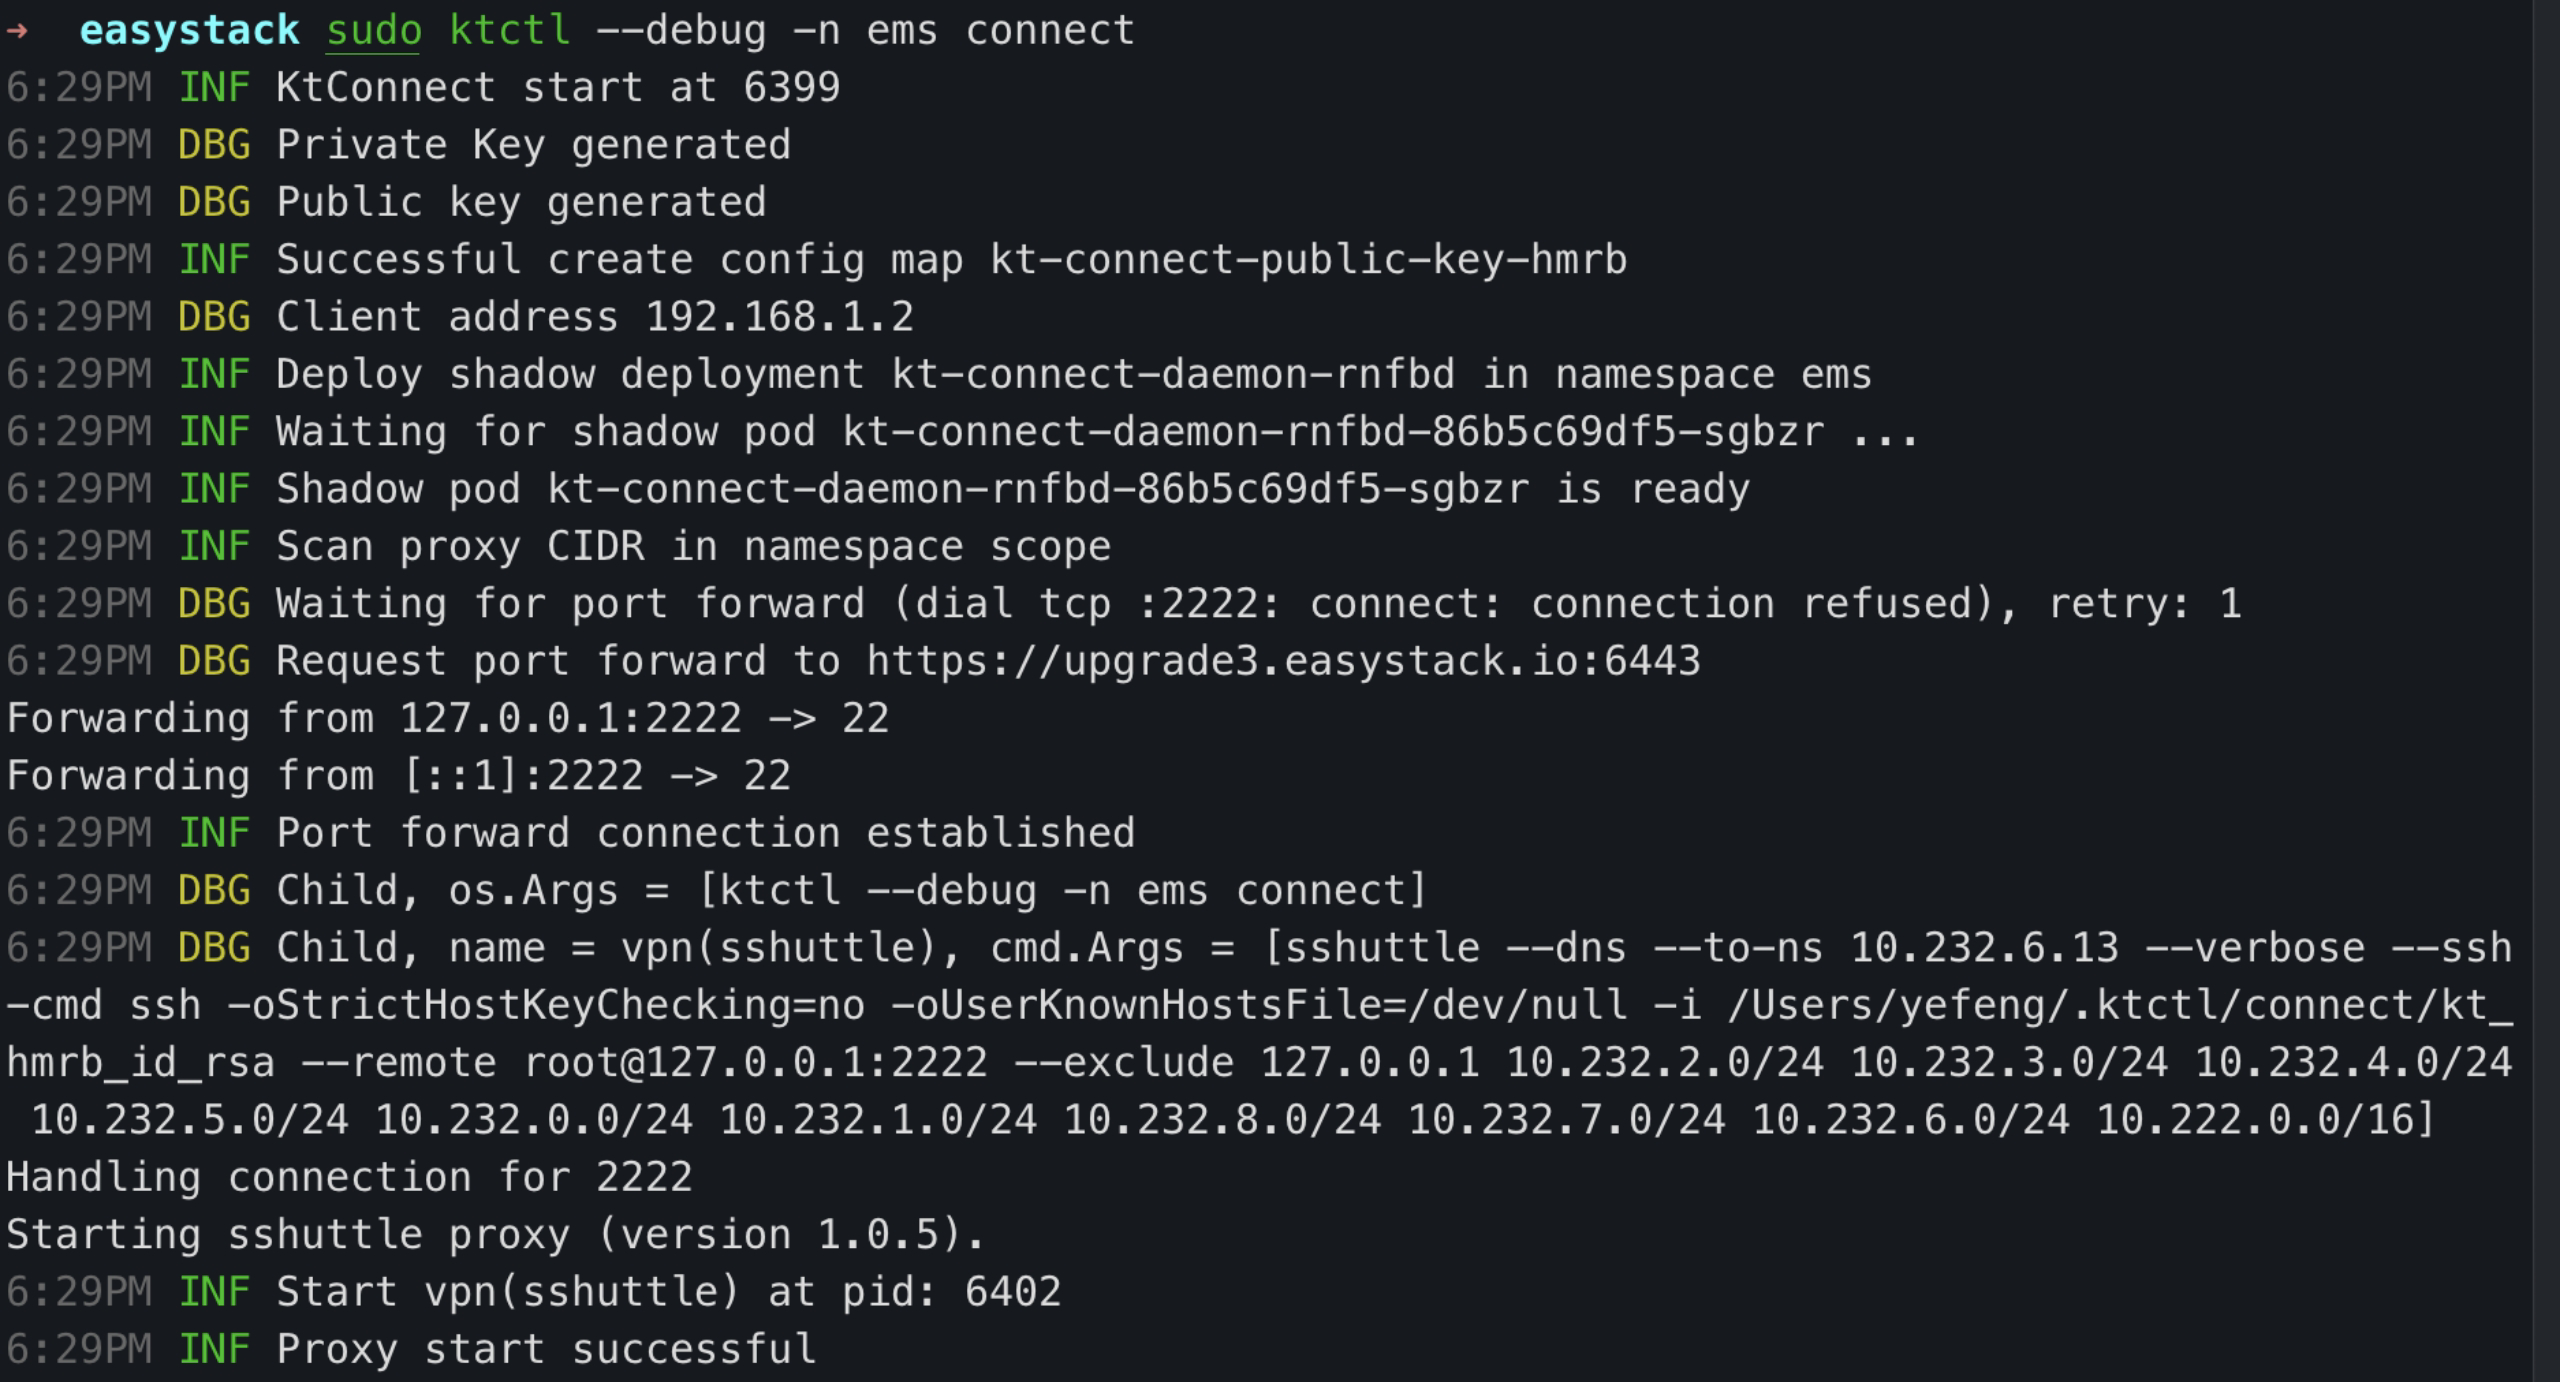 →  easystack sudo ktctl --debug -n ems connect
6:29PM INF KtConnect start at 6399
6:29PM DBG Private Key generated
6:29PM DBG Public key generated
6:29PM INF Successful create config map kt-connect-public-key-hmrb
6:29PM DBG Client address 192.168.1.2
6:29PM INF Deploy shadow deployment kt-connect-daemon-rnfbd in namespace ems
6:29PM INF Waiting for shadow pod kt-connect-daemon-rnfbd-86b5c69df5-sgbzr ...
6:29PM INF Shadow pod kt-connect-daemon-rnfbd-86b5c69df5-sgbzr is ready
6:29PM INF Scan proxy CIDR in namespace scope
6:29PM DBG Waiting for port forward (dial tcp :2222: connect: connection refused), retry: 1
6:29PM DBG Request port forward to https://upgrade3.easystack.io:6443
Forwarding from 127.0.0.1:2222 -> 22
Forwarding from [::1]:2222 -> 22
6:29PM INF Port forward connection established
6:29PM DBG Child, os.Args = [ktctl --debug -n ems connect]
6:29PM DBG Child, name = vpn(sshuttle), cmd.Args = [sshuttle --dns --to-ns 10.232.6.13 --verbose --ssh
-cmd ssh -oStrictHostKeyChecking=no -oUserKnownHostsFile=/dev/null -i /Users/yefeng/.ktctl/connect/kt_
hmrb_id_rsa --remote root@127.0.0.1:2222 --exclude 127.0.0.1 10.232.2.0/24 10.232.3.0/24 10.232.4.0/24
 10.232.5.0/24 10.232.0.0/24 10.232.1.0/24 10.232.8.0/24 10.232.7.0/24 10.232.6.0/24 10.222.0.0/16]
Handling connection for 2222
Starting sshuttle proxy (version 1.0.5).
6:29PM INF Start vpn(sshuttle) at pid: 6402
6:29PM INF Proxy start successful